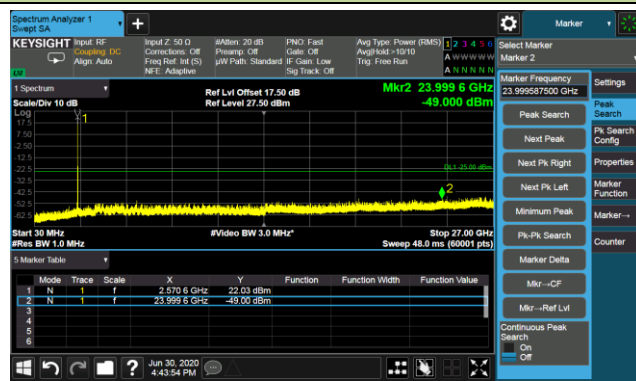 Spectrum Analyzer 1
Swept SA
+
Marker
KEYSIGHT
Input: RF
Coupling: DC
Align: Auto
Input Z: 50 Ω
Corrections: Off
Freq Ref: Int (S)
NFE: Adaptive
#Atten: 20 dB
Preamp: Off
µW Path: Standard
PNO: Fast
Gate: Off
IF Gain: Low
Sig Track: Off
Avg Type: Power (RMS)
Avg|Hold:>10/10
Trig: Free Run
1 2 3 4 5 6
A W W W W W
A N N N N N
Select Marker
Marker 2
1 Spectrum
Scale/Div 10 dB
Log
Ref Lvl Offset 17.50 dB
Ref Level 27.50 dBm
Mkr2 23.999 6 GHz
-49.000 dBm
17.5
7.50
-2.50
-12.5
-22.5
-32.5
-42.5
-52.5
-62.5
1
DL1 -25.00 dBm
2
Start 30 MHz
#Res BW 1.0 MHz
#Video BW 3.0 MHz*
Stop 27.00 GHz
Sweep 48.0 ms (60001 pts)
5 Marker Table
Mode Trace Scale X Y Function Function Width Function Value
1 N 1 f 2.570 6 GHz 22.03 dBm
2 N 1 f 23.999 6 GHz -49.00 dBm
3
4
5
6
Marker Frequency
23.999587500 GHz
Peak Search
Next Peak
Next Pk Right
Next Pk Left
Minimum Peak
Pk-Pk Search
Marker Delta
Mkr→CF
Mkr→Ref Lvl
Continuous Peak
Search
On
Off
Settings
Peak
Search
Pk Search
Config
Properties
Marker
Function
Marker→
Counter
?
Jun 30, 2020
4:43:54 PM